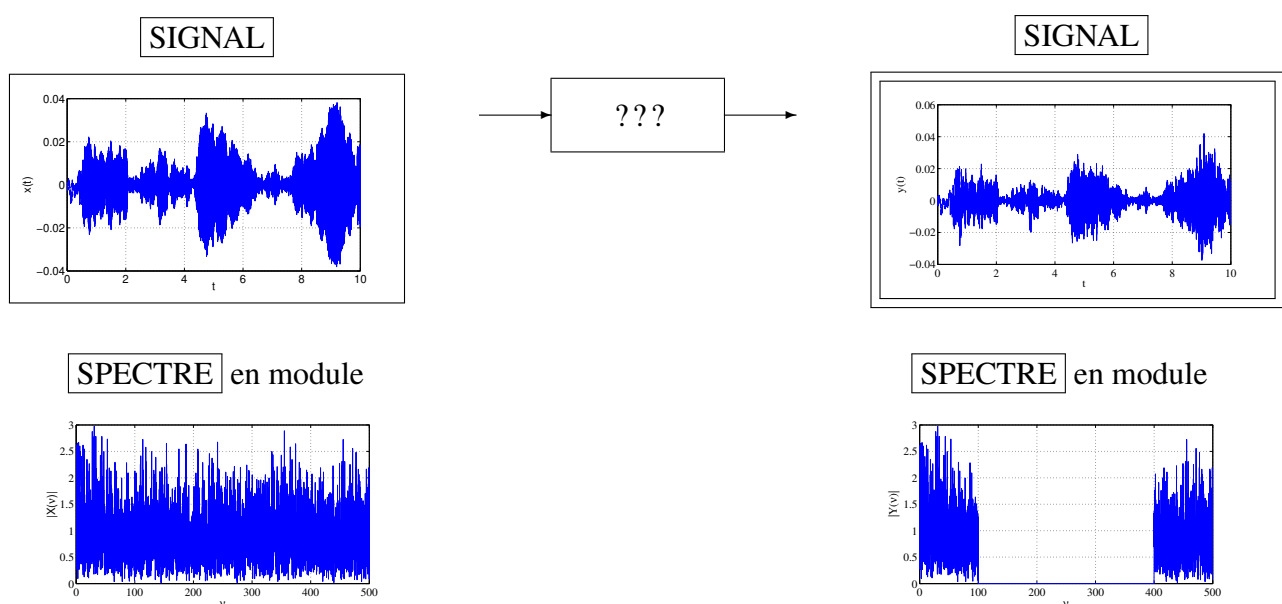 SIGNAL
SIGNAL
???
0.04
0.02
0
−0.02
−0.04
x(t)
0 2 4 6 8 10
t
0.06
0.04
0.02
0
−0.02
−0.04
y(t)
0 2 4 6 8 10
t
SPECTRE en module
SPECTRE en module
3
2.5
2
1.5
1
0.5
0
|X(ν)|
0 100 200 300 400 500
ν
3
2.5
2
1.5
1
0.5
0
|Y(ν)|
0 100 200 300 400 500
ν